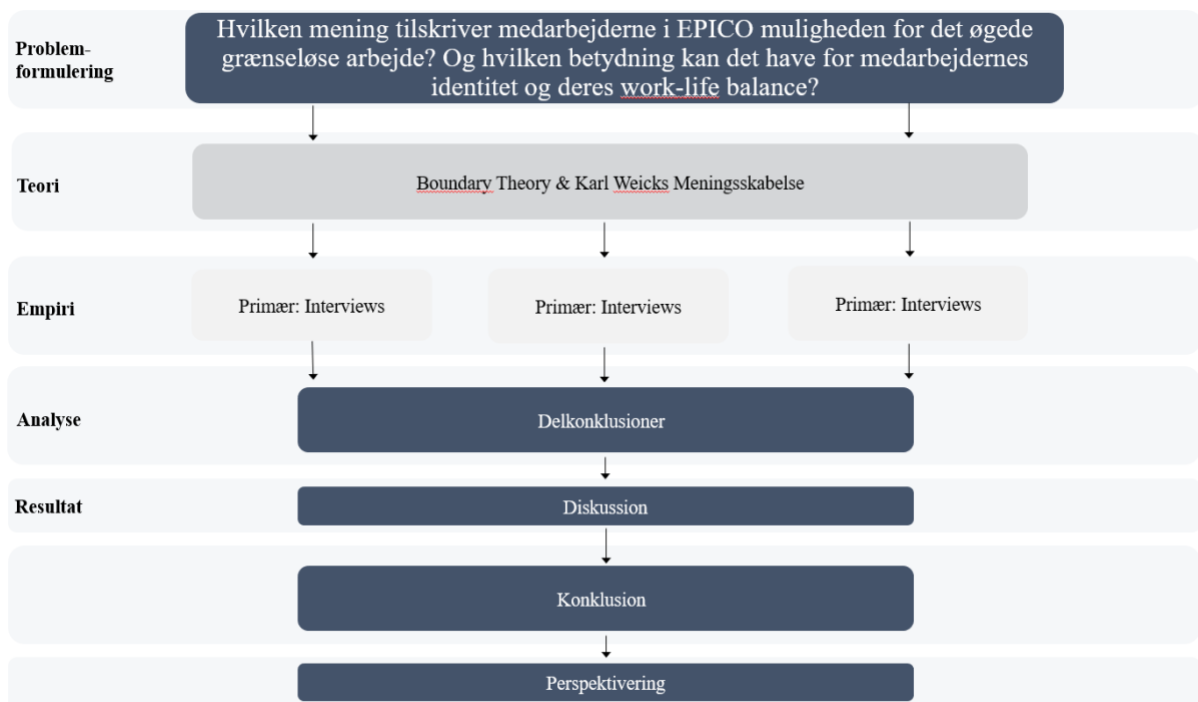 Problem-
formulering
Hvilken mening tilskriver medarbejderne i EPICO muligheden for det øgede
grænseløse arbejde? Og hvilken betydning kan det have for medarbejdernes
identitet og deres work-life balance?
Teori
Boundary Theory & Karl Weicks Meningsskabelse
Empiri
Primær: Interviews
Primær: Interviews
Primær: Interviews
Analyse
Delkonklusioner
Resultat
Diskussion
Konklusion
Perspektivering